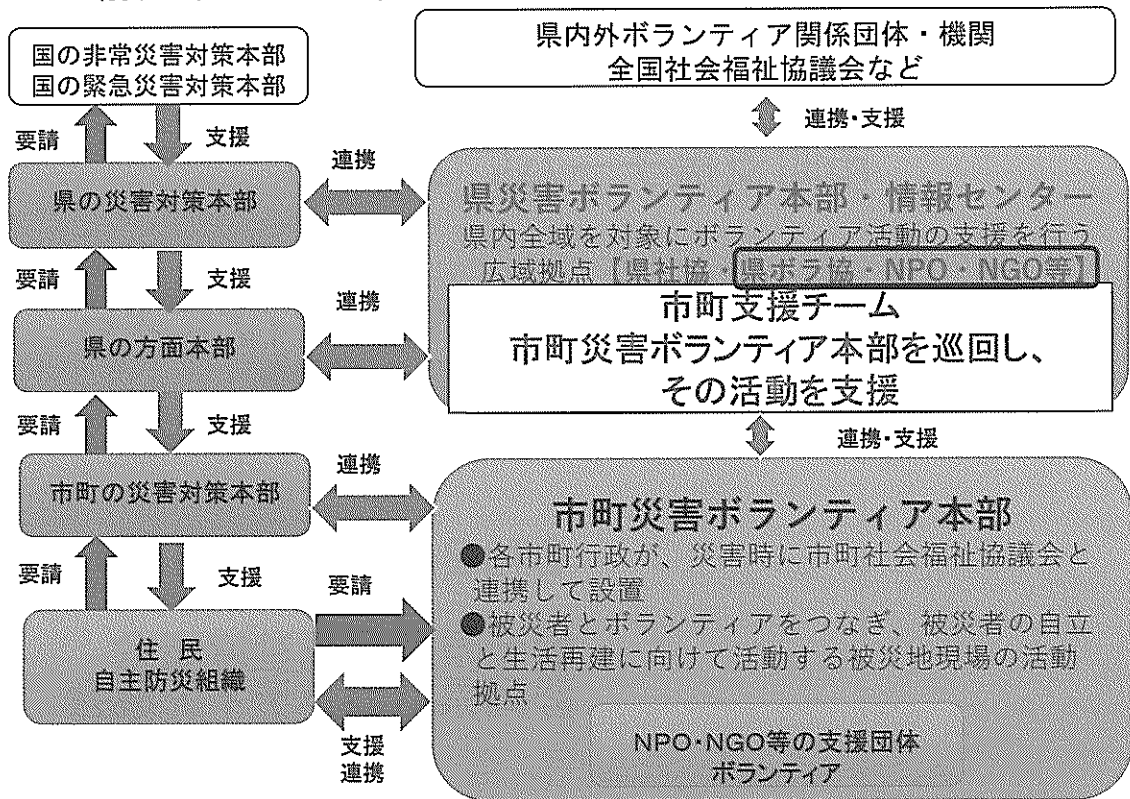 国の非常災害対策本部
国の緊急災害対策本部
県内外ボランティア関係団体・機関
全国社会福祉協議会など
要請
支援
連携・支援
連携
県の災害対策本部
県災害ボランティア本部・情報センター
県内全域を対象にボランティア活動の支援を行う
広域拠点【県社協・県ボラ協・NPO・NGO等】
要請
支援
連携
県の方面本部
市町支援チーム
市町災害ボランティア本部を巡回し、
その活動を支援
要請
支援
連携・支援
連携
市町の災害対策本部
市町災害ボランティア本部
●各市町行政が、災害時に市町社会福祉協議会と
連携して設置
●被災者とボランティアをつなぎ、被災者の自立
と生活再建に向けて活動する被災地現場の活動
拠点
要請
支援
要請
住 民
自主防災組織
支援
連携
NPO・NGO等の支援団体
ボランティア